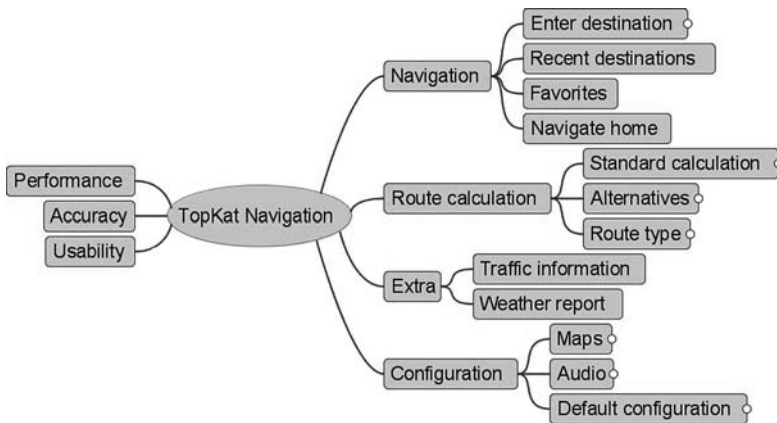 Performance
Accuracy
Usability
TopKat Navigation
Navigation
Enter destination
Recent destinations
Favorites
Navigate home
Route calculation
Standard calculation
Alternatives
Route type
Extra
Traffic information
Weather report
Configuration
Maps
Audio
Default configuration